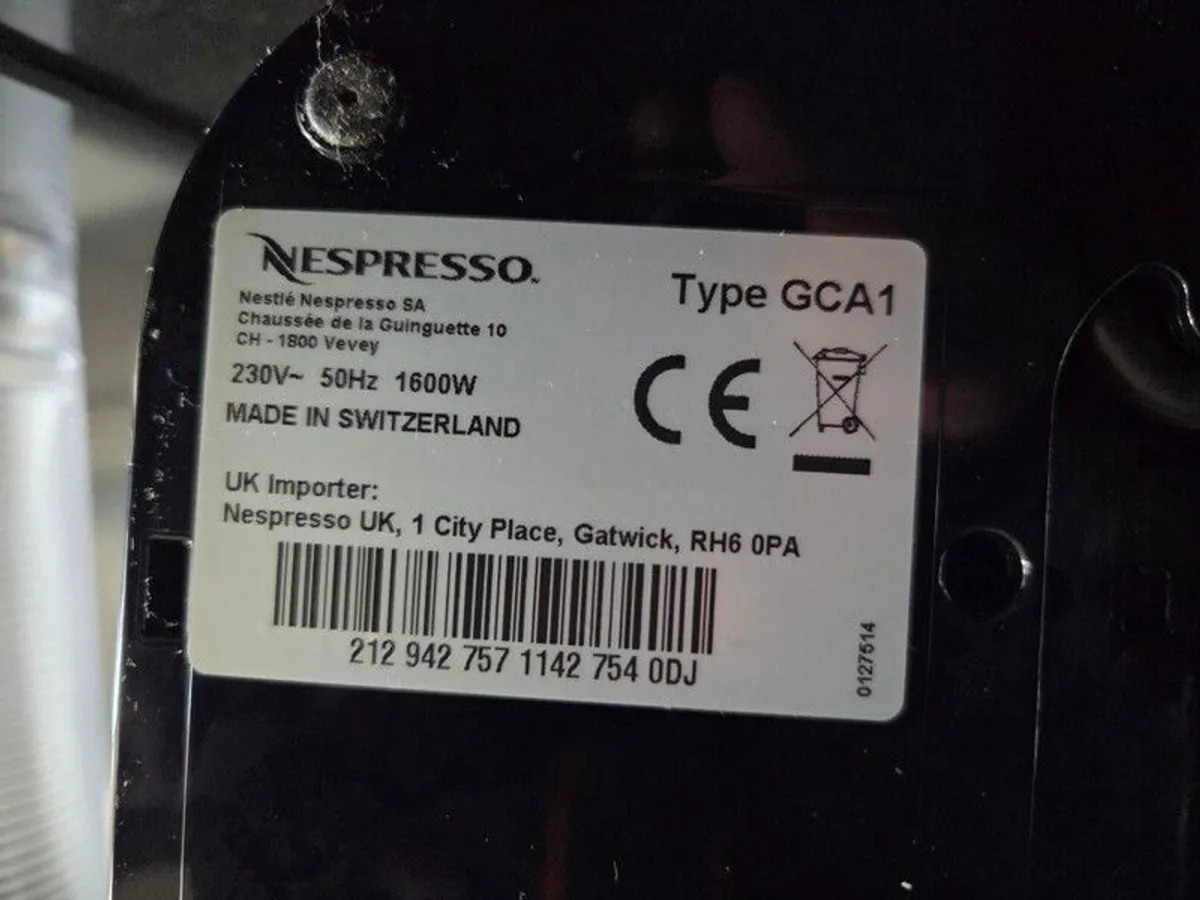 NESPRESSO.
Nestlé Nespresso SA
Chaussée de la Guinguette 10
CH - 1800 Vevey
230V~ 50Hz 1600W
MADE IN SWITZERLAND
Type GCA1
CE
UK Importer:
Nespresso UK, 1 City Place, Gatwick, RH6 0PA
212 942 757 1142 754 0DJ
0127514